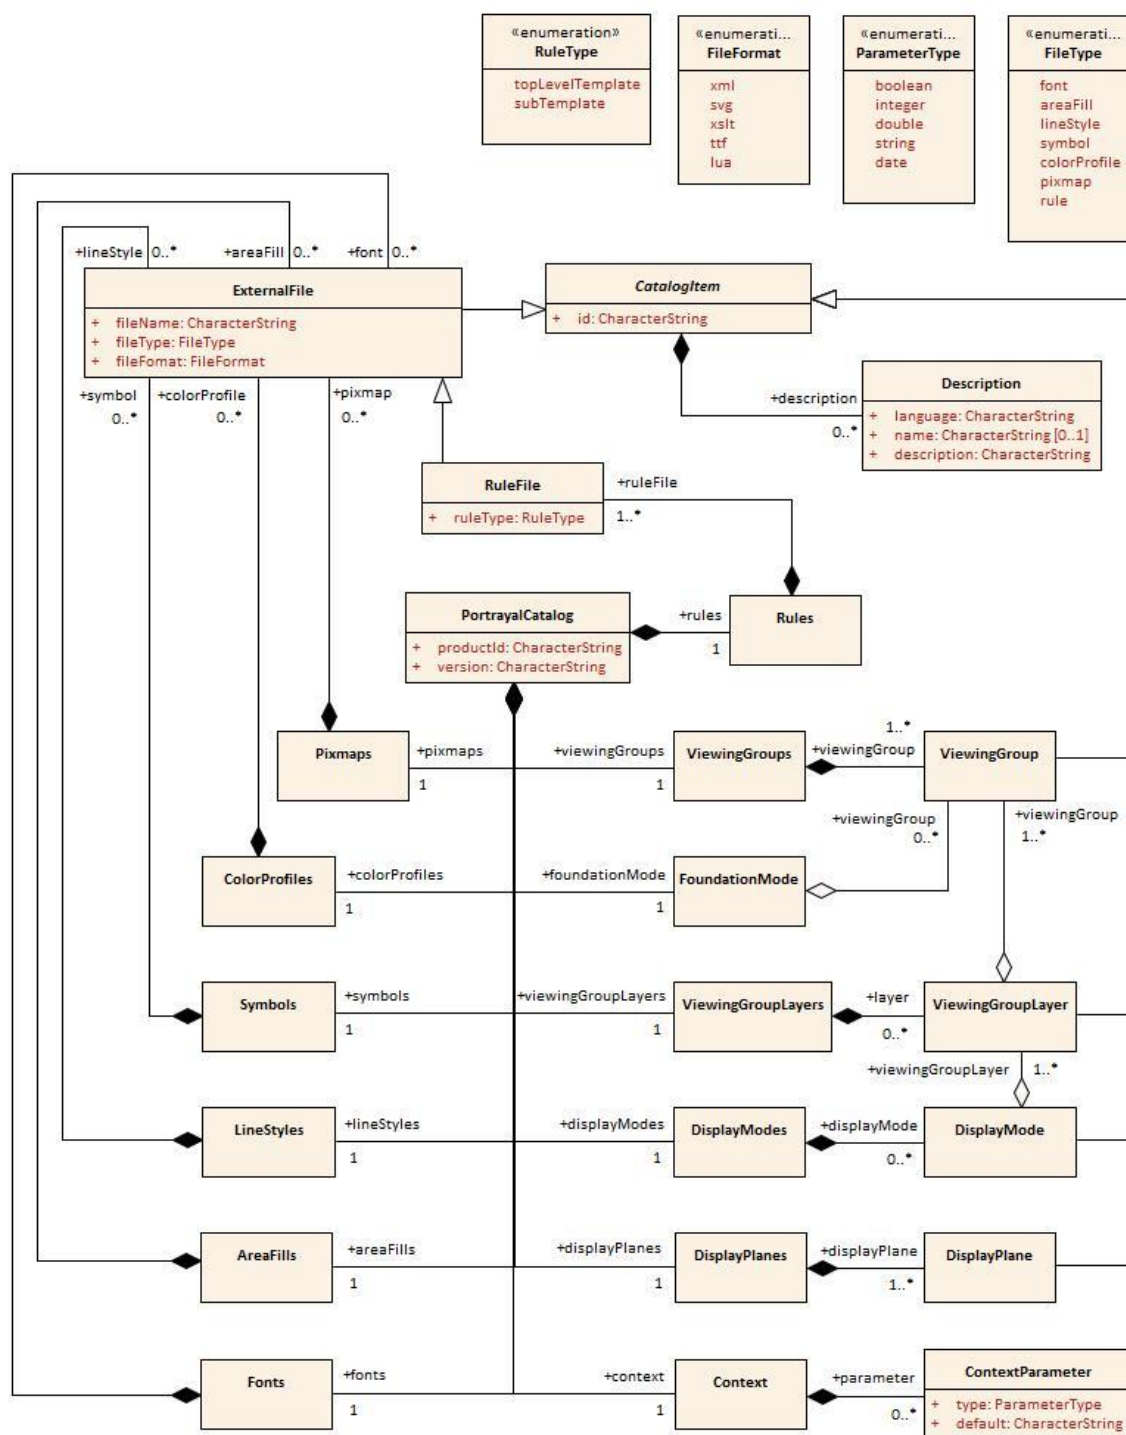 «enumeration»
RuleType
topLevelTemplate
subTemplate
«enumerati...
FileFormat
xml
svg
xslt
ttf
lua
«enumerati...
ParameterType
boolean
integer
double
string
date
«enumerati...
FileType
font
areaFill
lineStyle
symbol
colorProfile
pixmap
rule
+lineStyle 0..*
+areaFill 0..*
+font 0..*
ExternalFile
+ fileName: CharacterString
+ fileType: FileType
+ fileFomat: FileFormat
CatalogItem
+ id: CharacterString
+symbol
0..*
+colorProfile
0..*
+pixmap
0..*
+description
0..*
Description
+ language: CharacterString
+ name: CharacterString [0..1]
+ description: CharacterString
RuleFile
+ ruleType: RuleType
+ruleFile
1..*
PortrayalCatalog
+ productId: CharacterString
+ version: CharacterString
+rules
1
Rules
Pixmaps
+pixmaps
1
+viewingGroups
1
ViewingGroups
1..*
+viewingGroup
ViewingGroup
+viewingGroup
0..*
+viewingGroup
1..*
ColorProfiles
+colorProfiles
1
+foundationMode
1
FoundationMode
Symbols
+symbols
1
+viewingGroupLayers
1
ViewingGroupLayers
+layer
0..*
ViewingGroupLayer
+viewingGroupLayer 1..*
LineStyles
+lineStyles
1
+displayModes
1
DisplayModes
+displayMode
0..*
DisplayMode
AreaFills
+areaFills
1
+displayPlanes
1
DisplayPlanes
+displayPlane
1..*
DisplayPlane
Fonts
+fonts
1
+context
1
Context
+parameter
0..*
ContextParameter
+ type: ParameterType
+ default: CharacterString